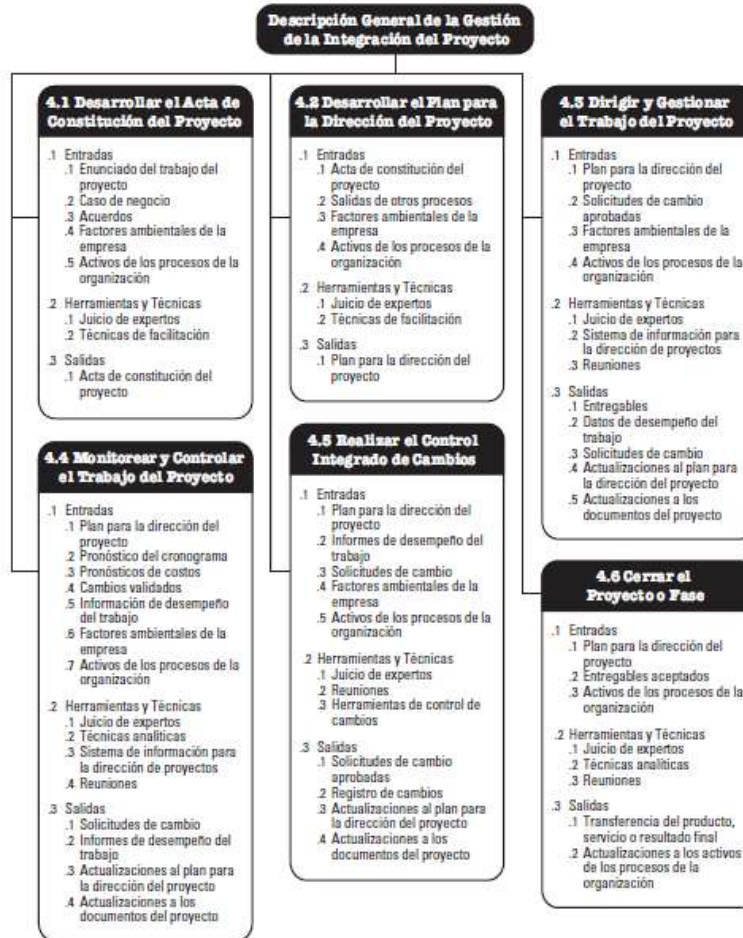 Descripción General de la Gestión
de la Integración del Proyecto
4.1 Desarrollar el Acta de
Constitución del Proyecto
.1 Entradas
.1 Enunciado del trabajo del
proyecto
.2 Caso de negocio
.3 Acuerdos
.4 Factores ambientales de la
empresa
.5 Activos de los procesos de la
organización
.2 Herramientas y Técnicas
.1 Juicio de expertos
.2 Técnicas de facilitación
.3 Salidas
.1 Acta de constitución del
proyecto
4.2 Desarrollar el Plan para
la Dirección del Proyecto
.1 Entradas
.1 Acta de constitución del
proyecto
.2 Salidas de otros procesos
.3 Factores ambientales de la
empresa
.4 Activos de los procesos de la
organización
.2 Herramientas y Técnicas
.1 Juicio de expertos
.2 Técnicas de facilitación
.3 Salidas
.1 Plan para la dirección del
proyecto
4.3 Dirigir y Gestionar
el Trabajo del Proyecto
.1 Entradas
.1 Plan para la dirección del
proyecto
.2 Solicitudes de cambio
aprobadas
.3 Factores ambientales de la
empresa
.4 Activos de los procesos de la
organización
.2 Herramientas y Técnicas
.1 Juicio de expertos
.2 Sistema de información para
la dirección de proyectos
.3 Reuniones
.3 Salidas
.1 Entregables
.2 Datos de desempeño del
trabajo
.3 Solicitudes de cambio
.4 Actualizaciones al plan para
la dirección del proyecto
.5 Actualizaciones a los
documentos del proyecto
4.4 Monitorear y Controlar
el Trabajo del Proyecto
.1 Entradas
.1 Plan para la dirección del
proyecto
.2 Pronóstico del cronograma
.3 Pronósticos de costos
.4 Cambios validados
.5 Información de desempeño
del trabajo
.6 Factores ambientales de la
empresa
.7 Activos de los procesos de la
organización
.2 Herramientas y Técnicas
.1 Juicio de expertos
.2 Técnicas analíticas
.3 Sistema de información para
la dirección de proyectos
.4 Reuniones
.3 Salidas
.1 Solicitudes de cambio
.2 Informes de desempeño del
trabajo
.3 Actualizaciones al plan para
la dirección del proyecto
.4 Actualizaciones a los
documentos del proyecto
4.5 Realizar el Control
Integrado de Cambios
.1 Entradas
.1 Plan para la dirección del
proyecto
.2 Informes de desempeño del
trabajo
.3 Solicitudes de cambio
.4 Factores ambientales de la
empresa
.5 Activos de los procesos de la
organización
.2 Herramientas y Técnicas
.1 Juicio de expertos
.2 Reuniones
.3 Herramientas de control de
cambios
.3 Salidas
.1 Solicitudes de cambio
aprobadas
.2 Registro de cambios
.3 Actualizaciones al plan para
la dirección del proyecto
.4 Actualizaciones a los
documentos del proyecto
4.6 Cerrar el
Proyecto o Fase
.1 Entradas
.1 Plan para la dirección del
proyecto
.2 Entregables aceptados
.3 Activos de los procesos de la
organización
.2 Herramientas y Técnicas
.1 Juicio de expertos
.2 Técnicas analíticas
.3 Reuniones
.3 Salidas
.1 Transferencia del producto,
servicio o resultado final
.2 Actualizaciones a los activos
de los procesos de la
organización